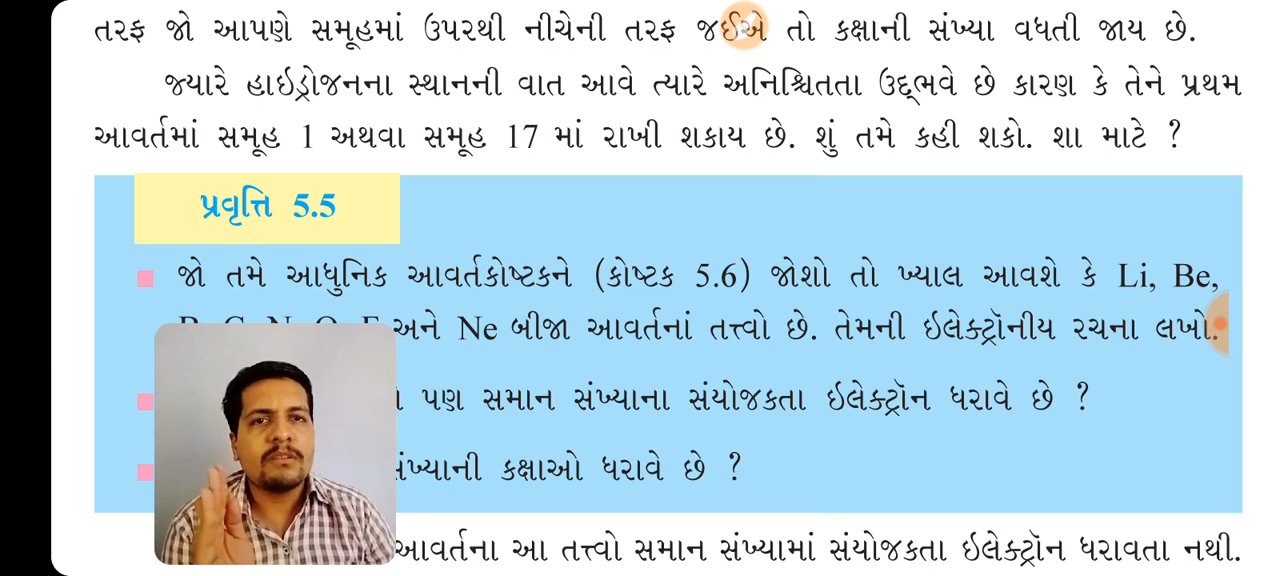 તરફ જો આપણે સમૂહમાં ઉપરથી નીચેની તરફ જઈએ તો કક્ષાની સંખ્યા વધતી જાય છે.
જ્યારે હાઇડ્રોજનના સ્થાનની વાત આવે ત્યારે અનિશ્ચિતતા ઉદ્ભવે છે કારણ કે તેને પ્રથમ
આવર્તમાં સમૂહ 1 અથવા સમૂહ 17 માં રાખી શકાય છે. શું તમે કહી શકો. શા માટે ?
પ્રવૃત્તિ 5.5
જો તમે આધુનિક આવર્તકોષ્ટકને (કોષ્ટક 5.6) જોશો તો ખ્યાલ આવશે કે Li, Be,
અને Ne બીજા આવર્તનાં તત્ત્વો છે. તેમની ઇલેક્ટ્રૉનીય રચના લખો.
પણ સમાન સંખ્યાના સંયોજકતા ઇલેક્ટ્રૉન ધરાવે છે ?
કક્ષાઓ ધરાવે છે ?
આવર્તના આ તત્ત્વો સમાન સંખ્યામાં સંયોજકતા ઇલેક્ટ્રૉન ધરાવતા નથી.